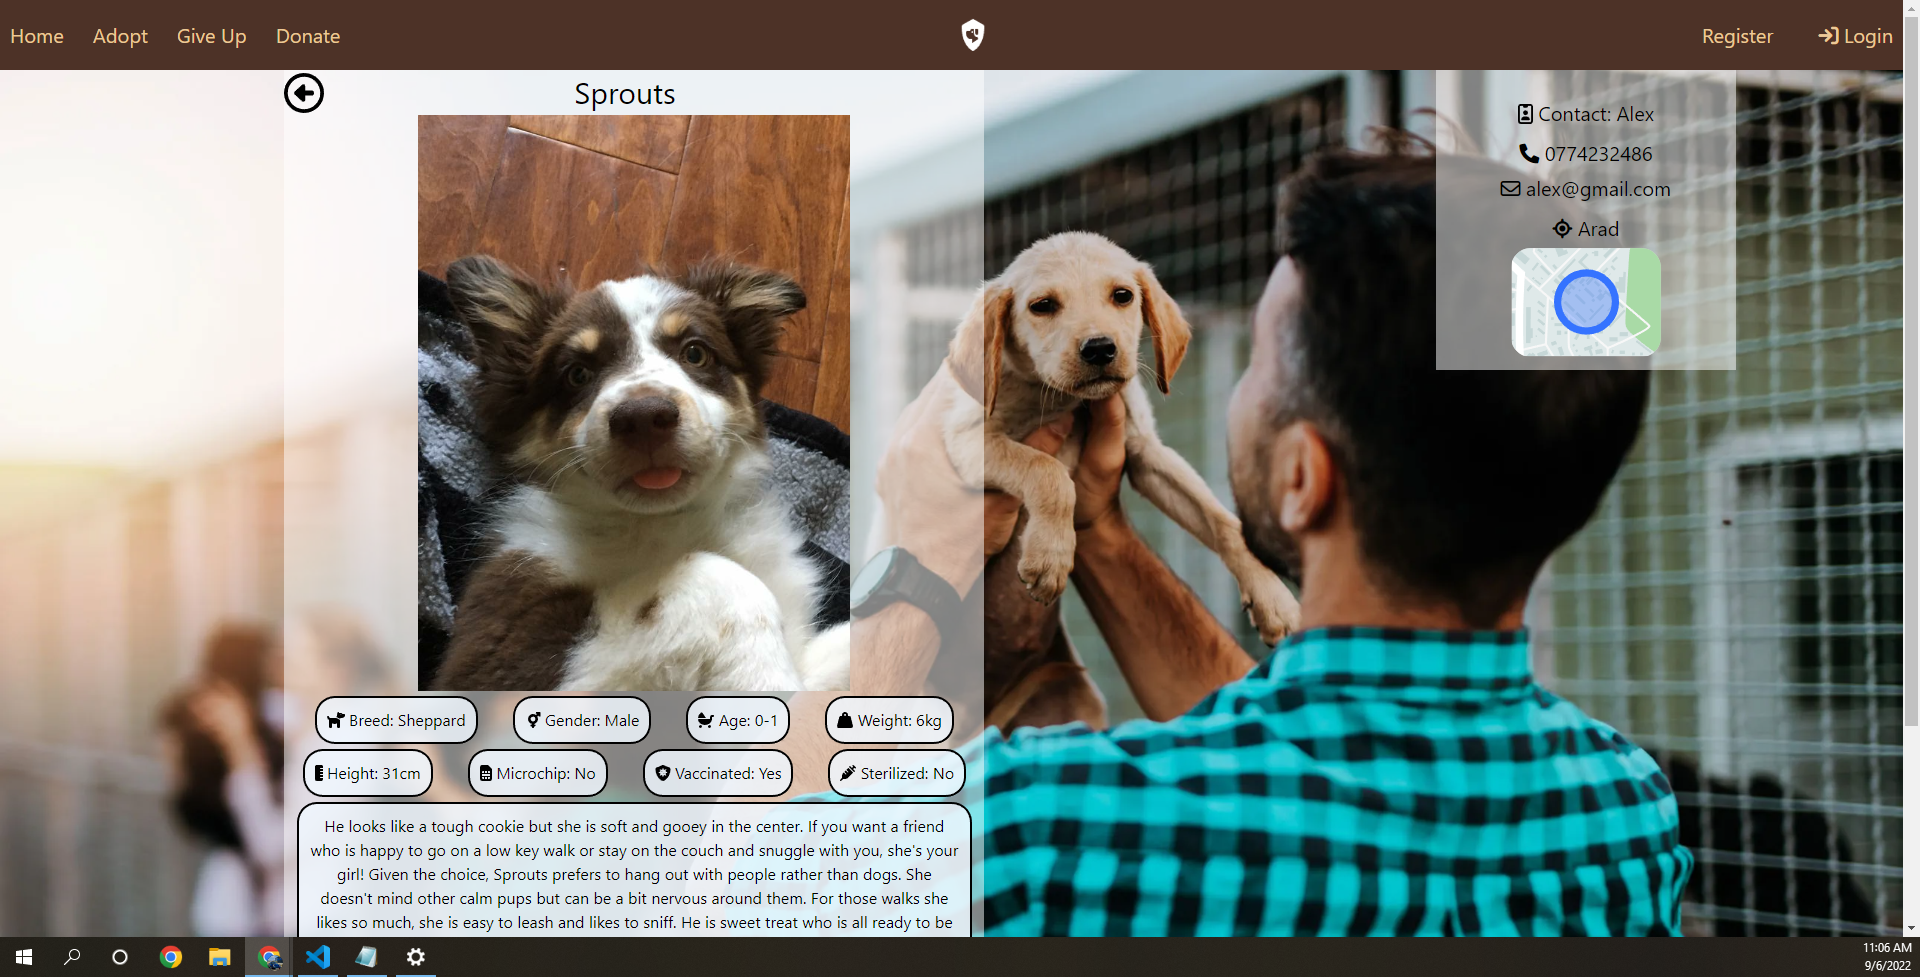 Home Adopt Give Up Donate Register Login
Sprouts
Contact: Alex
0774232486
alex@gmail.com
Arad
Breed: Sheppard Gender: Male Age: 0-1 Weight: 6kg
Height: 31cm Microchip: No Vaccinated: Yes Sterilized: No
He looks like a tough cookie but she is soft and gooey in the center. If you want a friend
who is happy to go on a low key walk or stay on the couch and snuggle with you, she's your
girl! Given the choice, Sprouts prefers to hang out with people rather than dogs. She
doesn't mind other calm pups but can be a bit nervous around them. For those walks she
likes so much, she is easy to leash and likes to sniff. He is sweet treat who is all ready to be
11:06 AM
9/6/2022